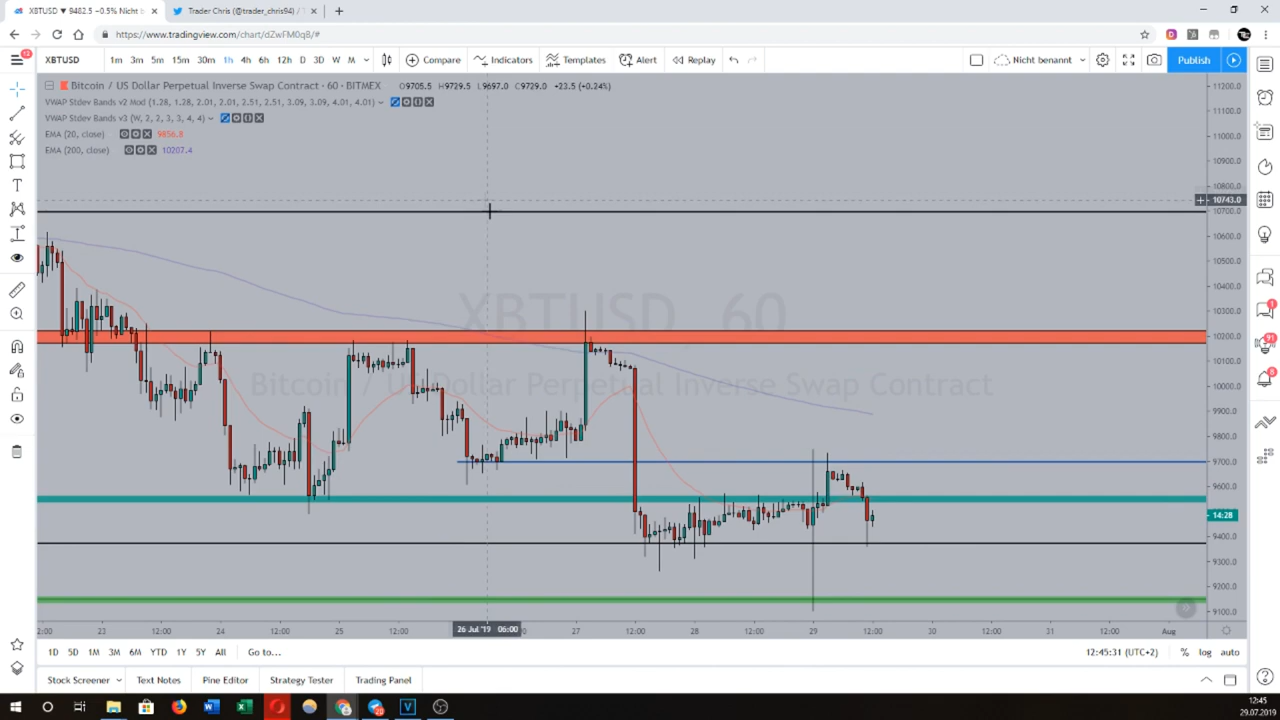 XBTUSD ▼ 9482.5 −0.5% Nicht b
Trader Chris (@trader_chris94) / T
https://www.tradingview.com/chart/dZwFM0q8/#
XBTUSD 1m 3m 5m 15m 30m 1h 4h 6h 12h D 3D W M Compare Indicators Templates Alert Replay Nicht benannt Publish
13
Bitcoin / US Dollar Perpetual Inverse Swap Contract · 60 · BITMEX O9705.5 H9729.5 L9697.0 C9729.0 +23.5 (+0.24%)
VWAP Stdev Bands v2 Mod (1.28, 1.28, 2.01, 2.01, 2.51, 2.51, 3.09, 3.09, 4.01, 4.01)
VWAP Stdev Bands v3 (W, 2, 2, 3, 3, 4, 4)
EMA (20, close) 9856.8
EMA (200, close) 10207.4
XBTUSD, 60
Bitcoin / US Dollar Perpetual Inverse Swap Contract
11200.0
11100.0
11000.0
10900.0
10800.0
10743.0
10700.0
10600.0
10500.0
10400.0
10300.0
10200.0
10100.0
10000.0
9900.0
9800.0
9700.0
9600.0
14:28
9400.0
9300.0
9200.0
9100.0
1
91
8
2:00 21 12:00 24 12:00 25 12:00 26 Jul '19 06:00 27 12:00 28 12:00 29 12:00 30 12:00 31 12:00 Aug
1D 5D 1M 3M 6M YTD 1Y 5Y All Go to... 12:45:31 (UTC+2) % log auto
Stock Screener Text Notes Pine Editor Strategy Tester Trading Panel
12:45
29.07.2019